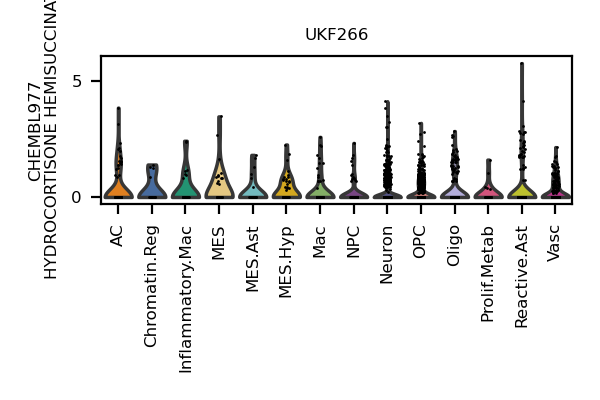 UKF266
CHEMBL977
HYDROCORTISONE HEMISUCCINAT
5
0
AC
Chromatin.Reg
Inflammatory.Mac
MES
MES.Ast
MES.Hyp
Mac
NPC
Neuron
OPC
Oligo
Prolif.Metab
Reactive.Ast
Vasc